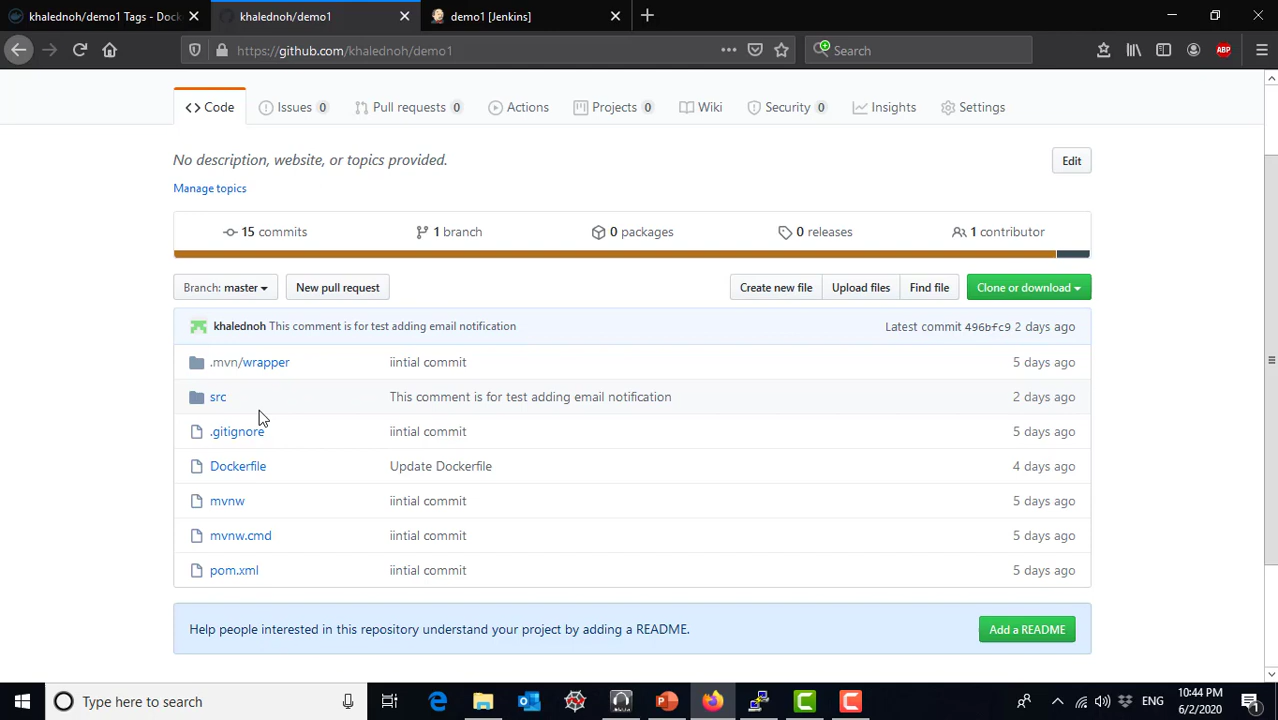 khalednoh/demo1 Tags - Dock
khalednoh/demo1
demo1 [Jenkins]
https://github.com/khalednoh/demo1
Search
ABP
Code
Issues 0
Pull requests 0
Actions
Projects 0
Wiki
Security 0
Insights
Settings
No description, website, or topics provided.
Edit
Manage topics
15 commits
1 branch
0 packages
0 releases
1 contributor
Branch: master
New pull request
Create new file
Upload files
Find file
Clone or download
khalednoh This comment is for test adding email notification
Latest commit 496bfc9 2 days ago
.mvn/wrapper
iintial commit
5 days ago
src
This comment is for test adding email notification
2 days ago
.gitignore
iintial commit
5 days ago
Dockerfile
Update Dockerfile
4 days ago
mvnw
iintial commit
5 days ago
mvnw.cmd
iintial commit
5 days ago
pom.xml
iintial commit
5 days ago
Help people interested in this repository understand your project by adding a README.
Add a README
Type here to search
ENG
10:44 PM
6/2/2020
1